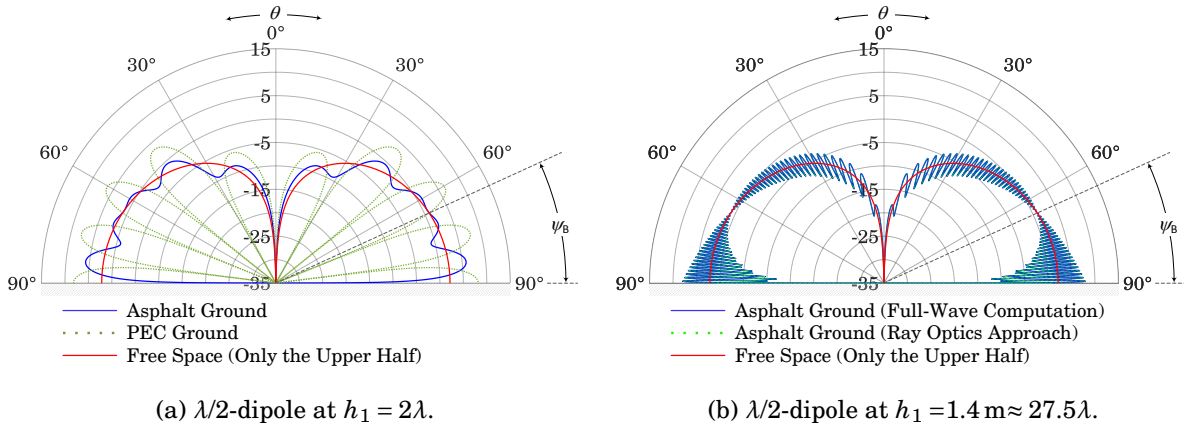 θ
0°
15
30°
30°
5
60°
-5
60°
-15
-25
ψB
90°
-35
90°
Asphalt Ground
PEC Ground
Free Space (Only the Upper Half)
(a) λ/2-dipole at h1 = 2λ.
θ
0°
15
30°
30°
5
60°
-5
60°
-15
-25
ψB
90°
-35
90°
Asphalt Ground (Full-Wave Computation)
Asphalt Ground (Ray Optics Approach)
Free Space (Only the Upper Half)
(b) λ/2-dipole at h1 =1.4 m≈ 27.5λ.